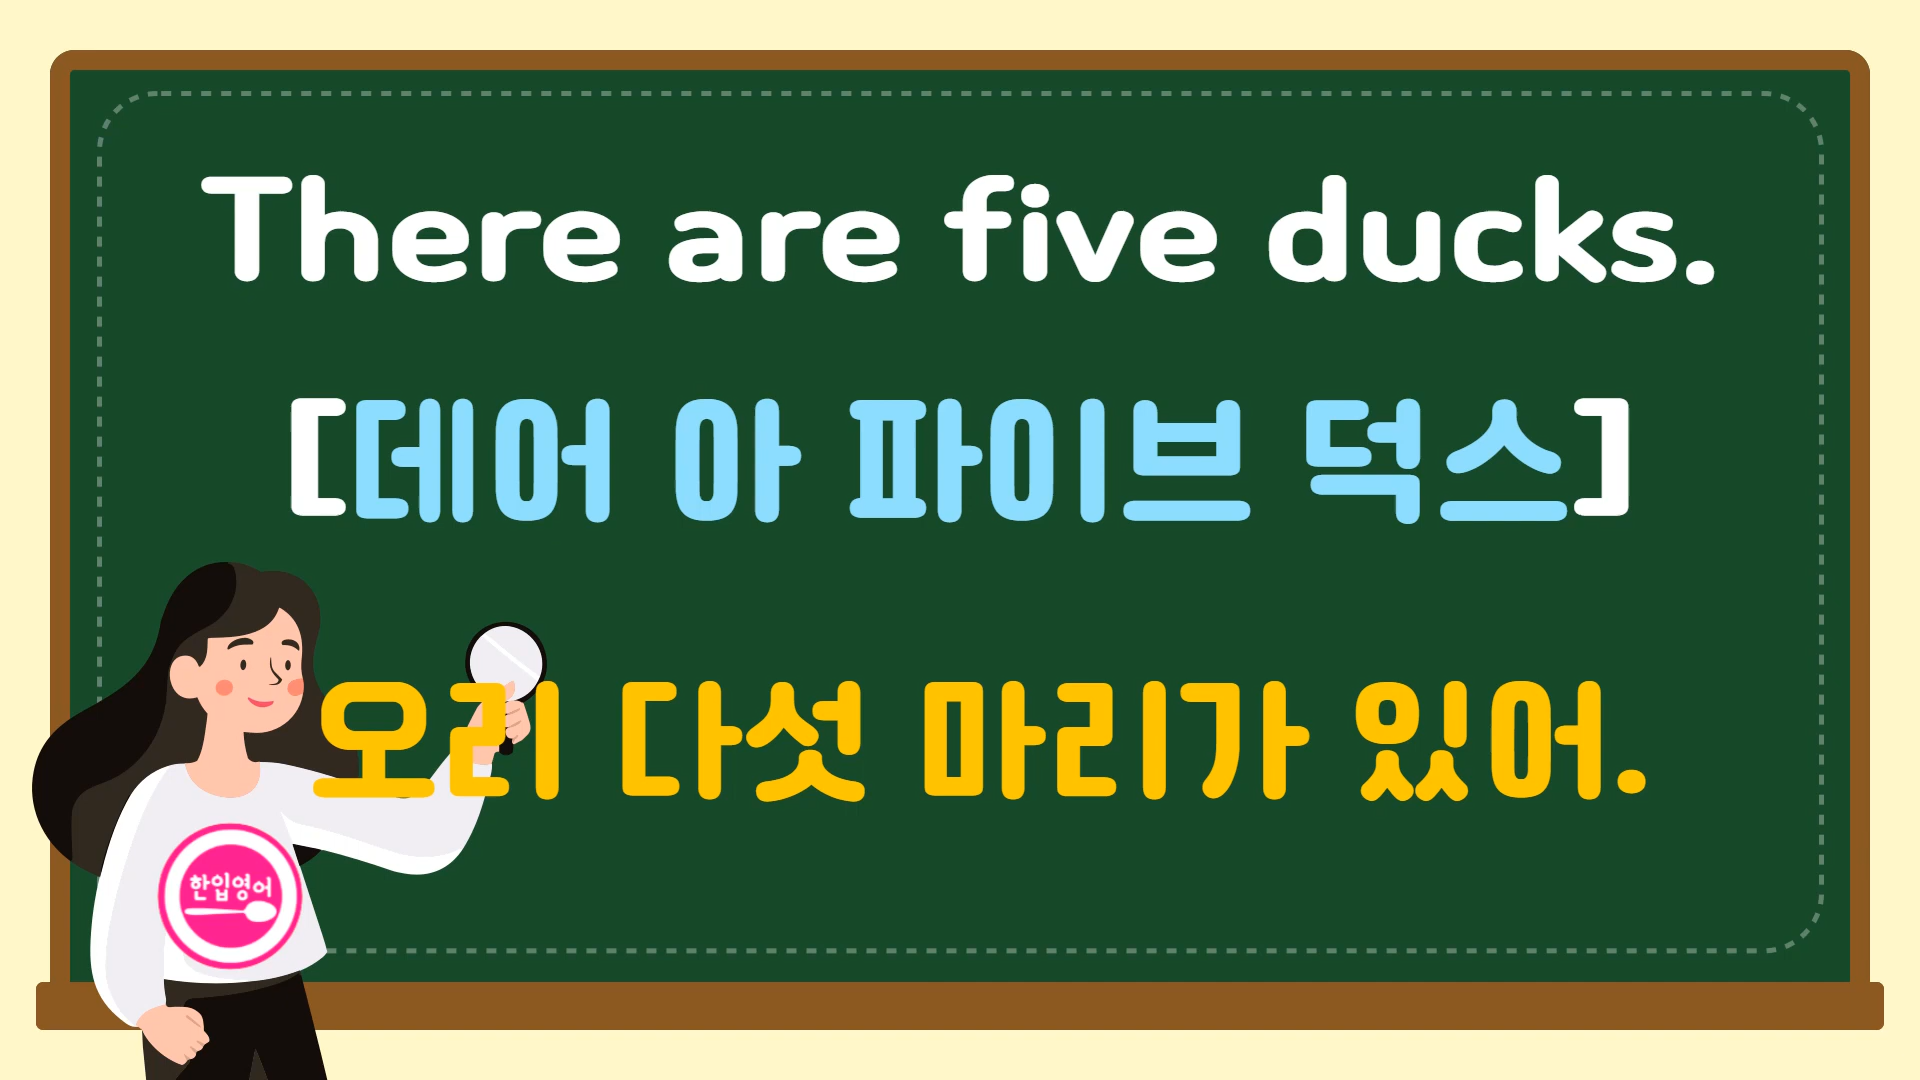 There are five ducks.
[데어 아 파이브 덕스]
오리 다섯 마리가 있어.
한입영어